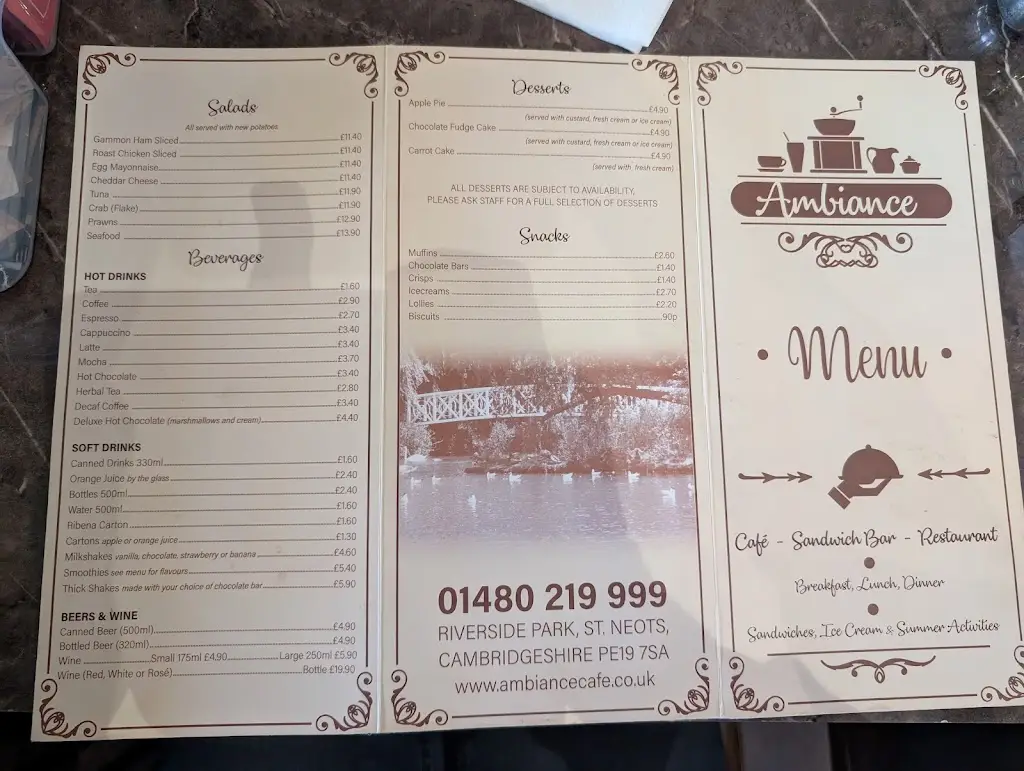 Salads
All served with new potatoes
Gammon Ham Sliced £11.40
Roast Chicken Sliced £11.40
Egg Mayonnaise £11.40
Cheddar Cheese £11.40
Tuna £11.90
Crab (Flake) £11.90
Prawns £12.90
Seafood £13.90
Beverages
HOT DRINKS
Tea £1.60
Coffee £2.90
Espresso £2.70
Cappuccino £3.40
Latte £3.40
Mocha £3.70
Hot Chocolate £3.40
Herbal Tea £2.80
Decaf Coffee £3.40
Deluxe Hot Chocolate (marshmallows and cream) £4.40
SOFT DRINKS
Canned Drinks 330ml £1.60
Orange Juice by the glass £2.40
Bottles 500ml £2.40
Water 500ml £1.60
Ribena Carton £1.60
Cartons apple or orange juice £1.30
Milkshakes vanilla, chocolate, strawberry or banana £4.60
Smoothies see menu for flavours £5.40
Thick Shakes made with your choice of chocolate bar £5.90
BEERS & WINE
Canned Beer (500ml) £4.90
Bottled Beer (320ml) £4.90
Wine Small 175ml £4.90 Large 250ml £5.90
Wine (Red, White or Rosé) Bottle £19.90
Desserts
Apple Pie £4.90
(served with custard, fresh cream or ice cream)
Chocolate Fudge Cake £4.90
(served with custard, fresh cream or ice cream)
Carrot Cake £4.90
(served with fresh cream)
ALL DESSERTS ARE SUBJECT TO AVAILABILITY,
PLEASE ASK STAFF FOR A FULL SELECTION OF DESSERTS
Snacks
Muffins £2.60
Chocolate Bars £1.40
Crisps £1.40
Icecreams £2.70
Lollies £2.20
Biscuits 90p
01480 219 999
RIVERSIDE PARK, ST. NEOTS,
CAMBRIDGESHIRE PE19 7SA
www.ambiancecafe.co.uk
Ambiance
• Menu •
Café - Sandwich Bar - Restaurant
Breakfast, Lunch, Dinner
Sandwiches, Ice Cream & Summer Activities